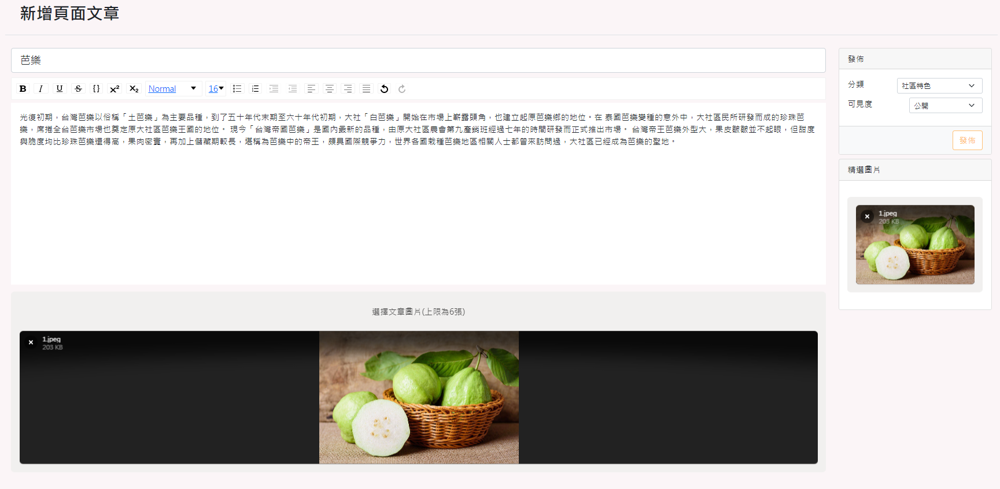 新增頁面文章
芭樂
B I U S {} X² X₂ Normal 16
光復初期，台灣芭樂以俗稱「土芭樂」為主要品種，到了五十年代末期至六十年代初期，大社「白芭樂」開始在市場上嶄露頭角，也建立起原芭樂鄉的地位。在 泰國芭樂變種的意外中，大社區民所研發而成的珍珠芭
樂，席捲全台芭樂市場也奠定原大社區芭樂王國的地位。 現今「台灣帝國芭樂」是國內最新的品種，由原大社區農會第九產銷班經過七年的時間研發而正式推出市場。 台灣帝王芭樂外型大，果皮皺皺並不起眼，但甜度
與脆度均比珍珠芭樂還得高，果肉密實，再加上儲藏期較長，堪稱為芭樂中的帝王，頗具國際競爭力，世界各國栽種芭樂地區相關人士都曾來訪問過，大社區已經成為芭樂的聖地。
選擇文章圖片(上限為6張)
1.jpeg
203 KB
發佈
分類 社區特色
可見度 公開
發佈
精選圖片
1.jpeg
203 KB